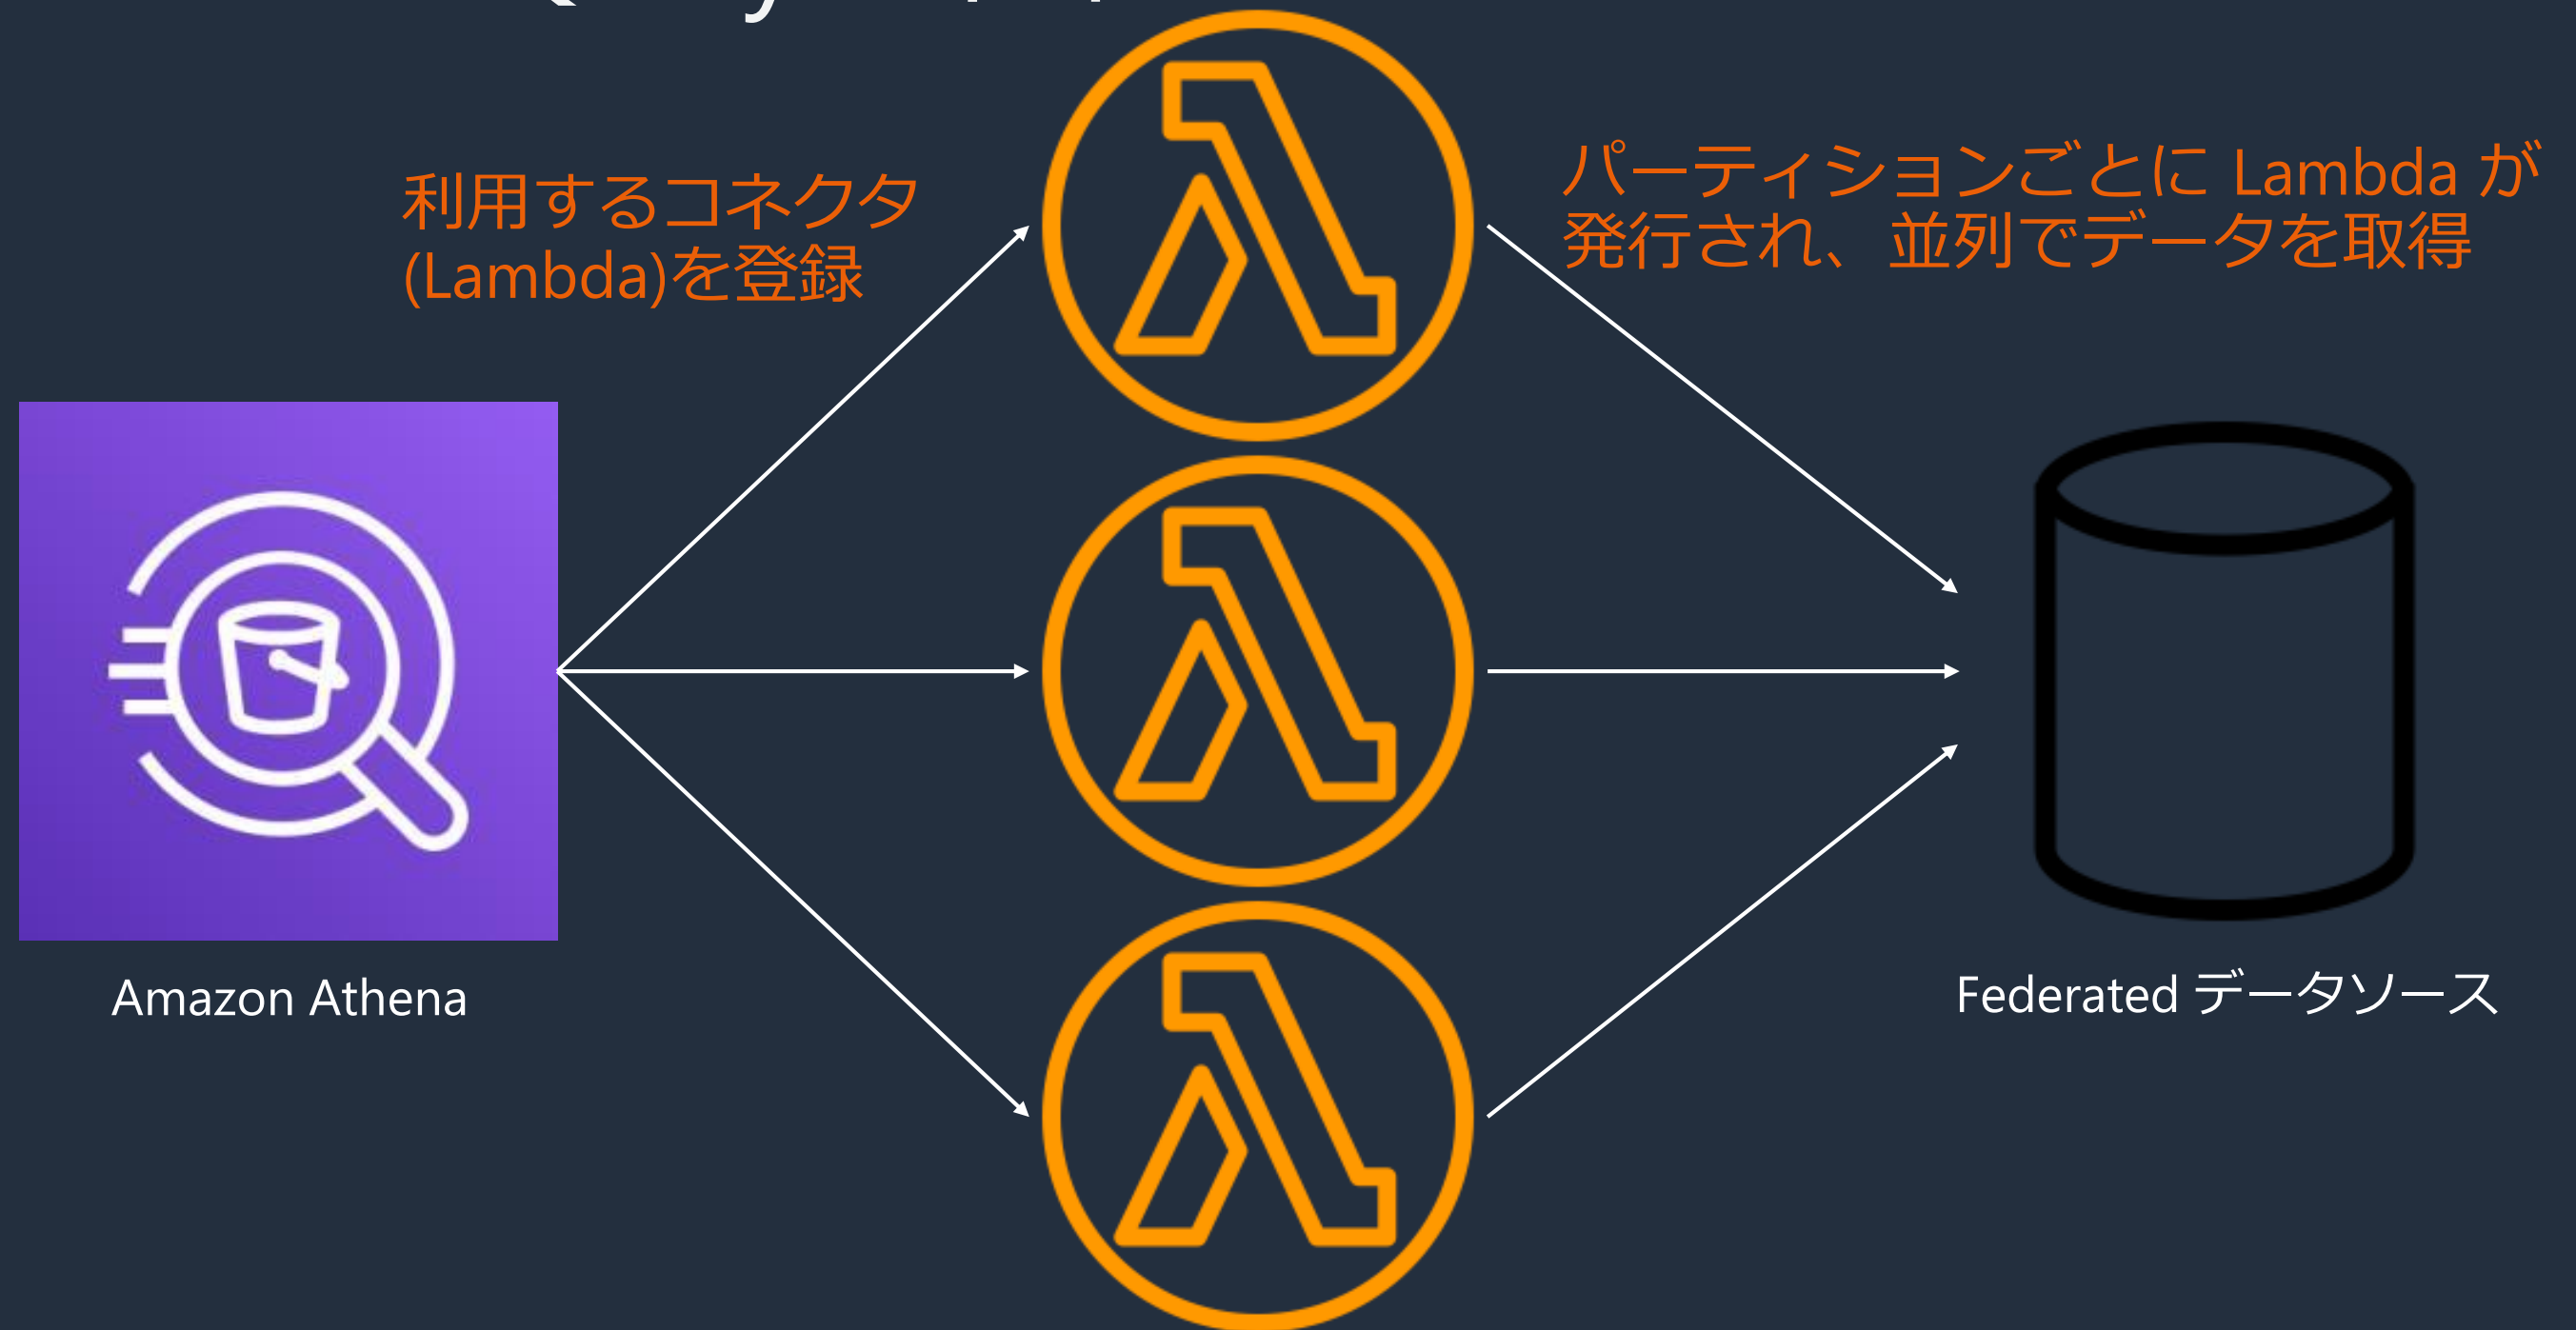 利用するコネクタ
(Lambda)を登録
パーティションごとに Lambda が
発行され、並列でデータを取得
Amazon Athena
Federated データソース